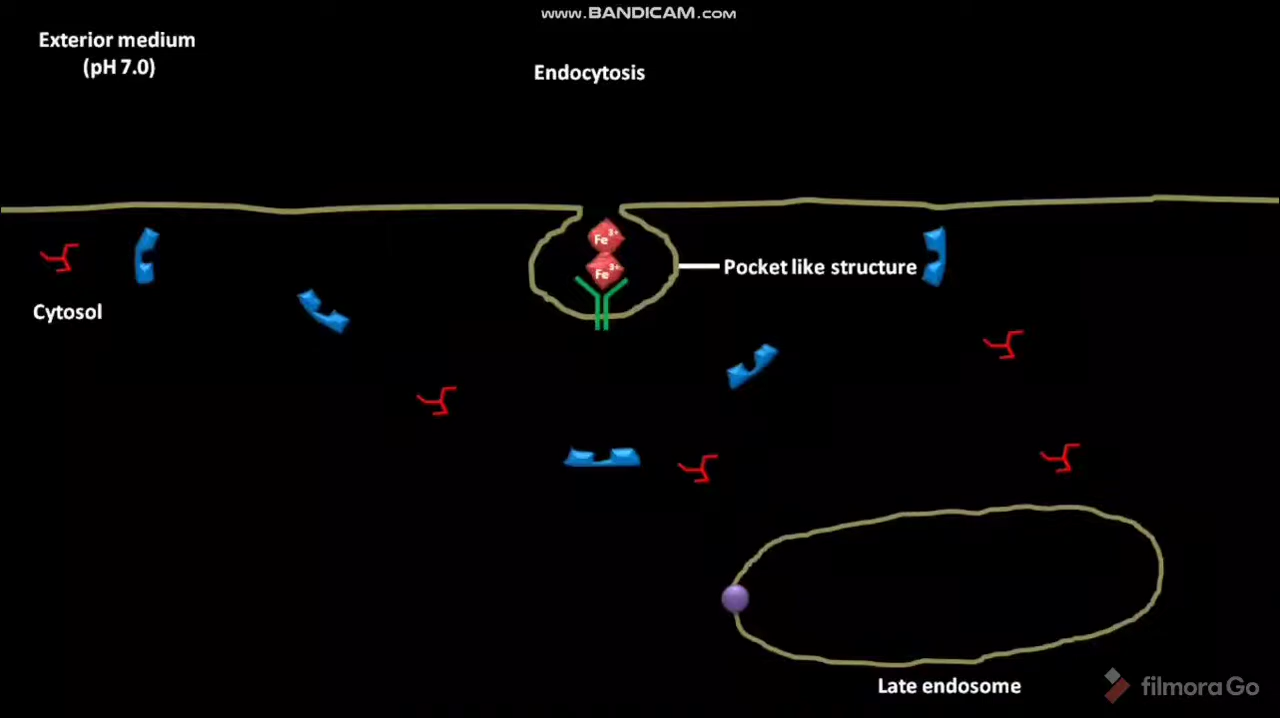 www.BANDICAM.com
Exterior medium
(pH 7.0)
Endocytosis
Fe3+
Fe3+
Pocket like structure
Cytosol
Late endosome
filmoraGo